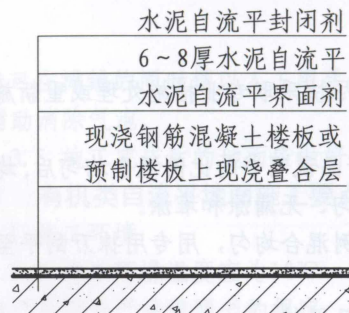 水泥自流平封闭剂
6~8厚水泥自流平
水泥自流平界面剂
现浇钢筋混凝土楼板或
预制楼板上现浇叠合层